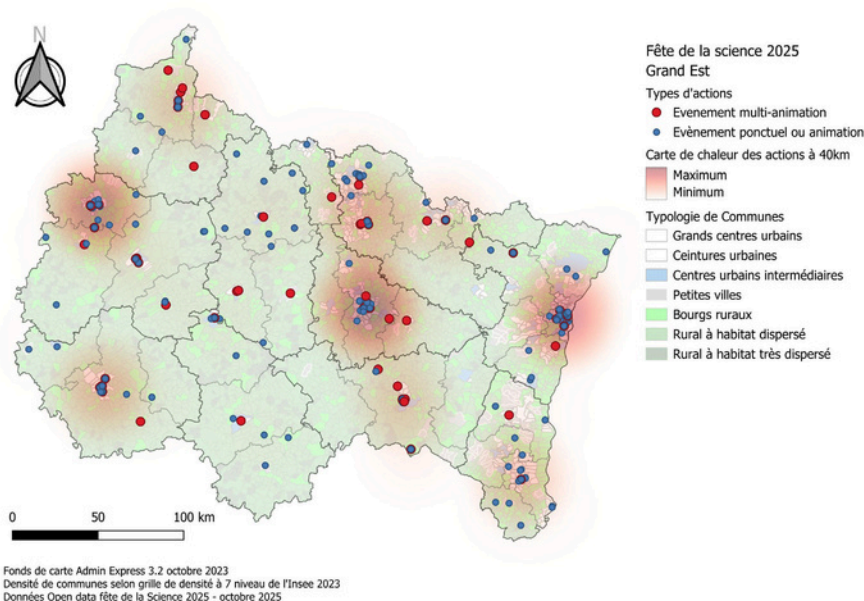 N
Fête de la science 2025
Grand Est
Types d'actions
Evenement multi-animation
Evènement ponctuel ou animation
Carte de chaleur des actions à 40km
Maximum
Minimum
Typologie de Communes
Grands centres urbains
Ceintures urbaines
Centres urbains intermédiaires
Petites villes
Bourgs ruraux
Rural à habitat dispersé
Rural à habitat très dispersé
0 50 100 km
Fonds de carte Admin Express 3.2 octobre 2023
Densité de communes selon grille de densité à 7 niveau de l'Insee 2023
Données Open data fête de la Science 2025 - octobre 2025